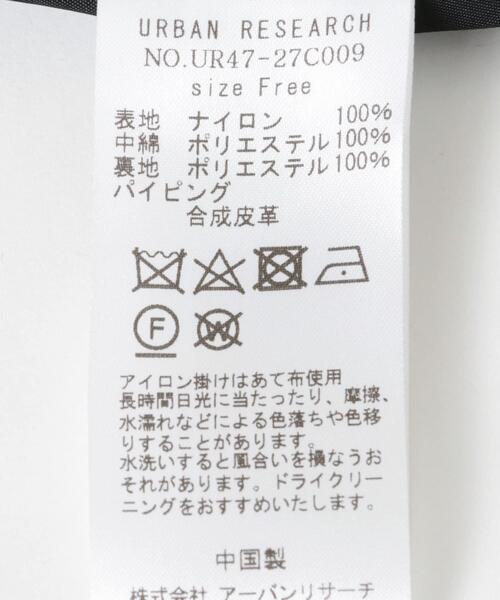 URBAN RESEARCH
NO.UR47-27C009
size Free
表地 ナイロン 100%
中綿 ポリエステル 100%
裏地 ポリエステル 100%
パイピング
合成皮革
F W
アイロン掛けはあて布使用
長時間日光に当たったり、摩擦、
水濡れなどによる色落ちや色移
りすることがあります。
水洗いすると風合いを損なうお
それがあります。ドライクリー
ニングをおすすめいたします。
中国製
株式会社 アーバンリサーチ